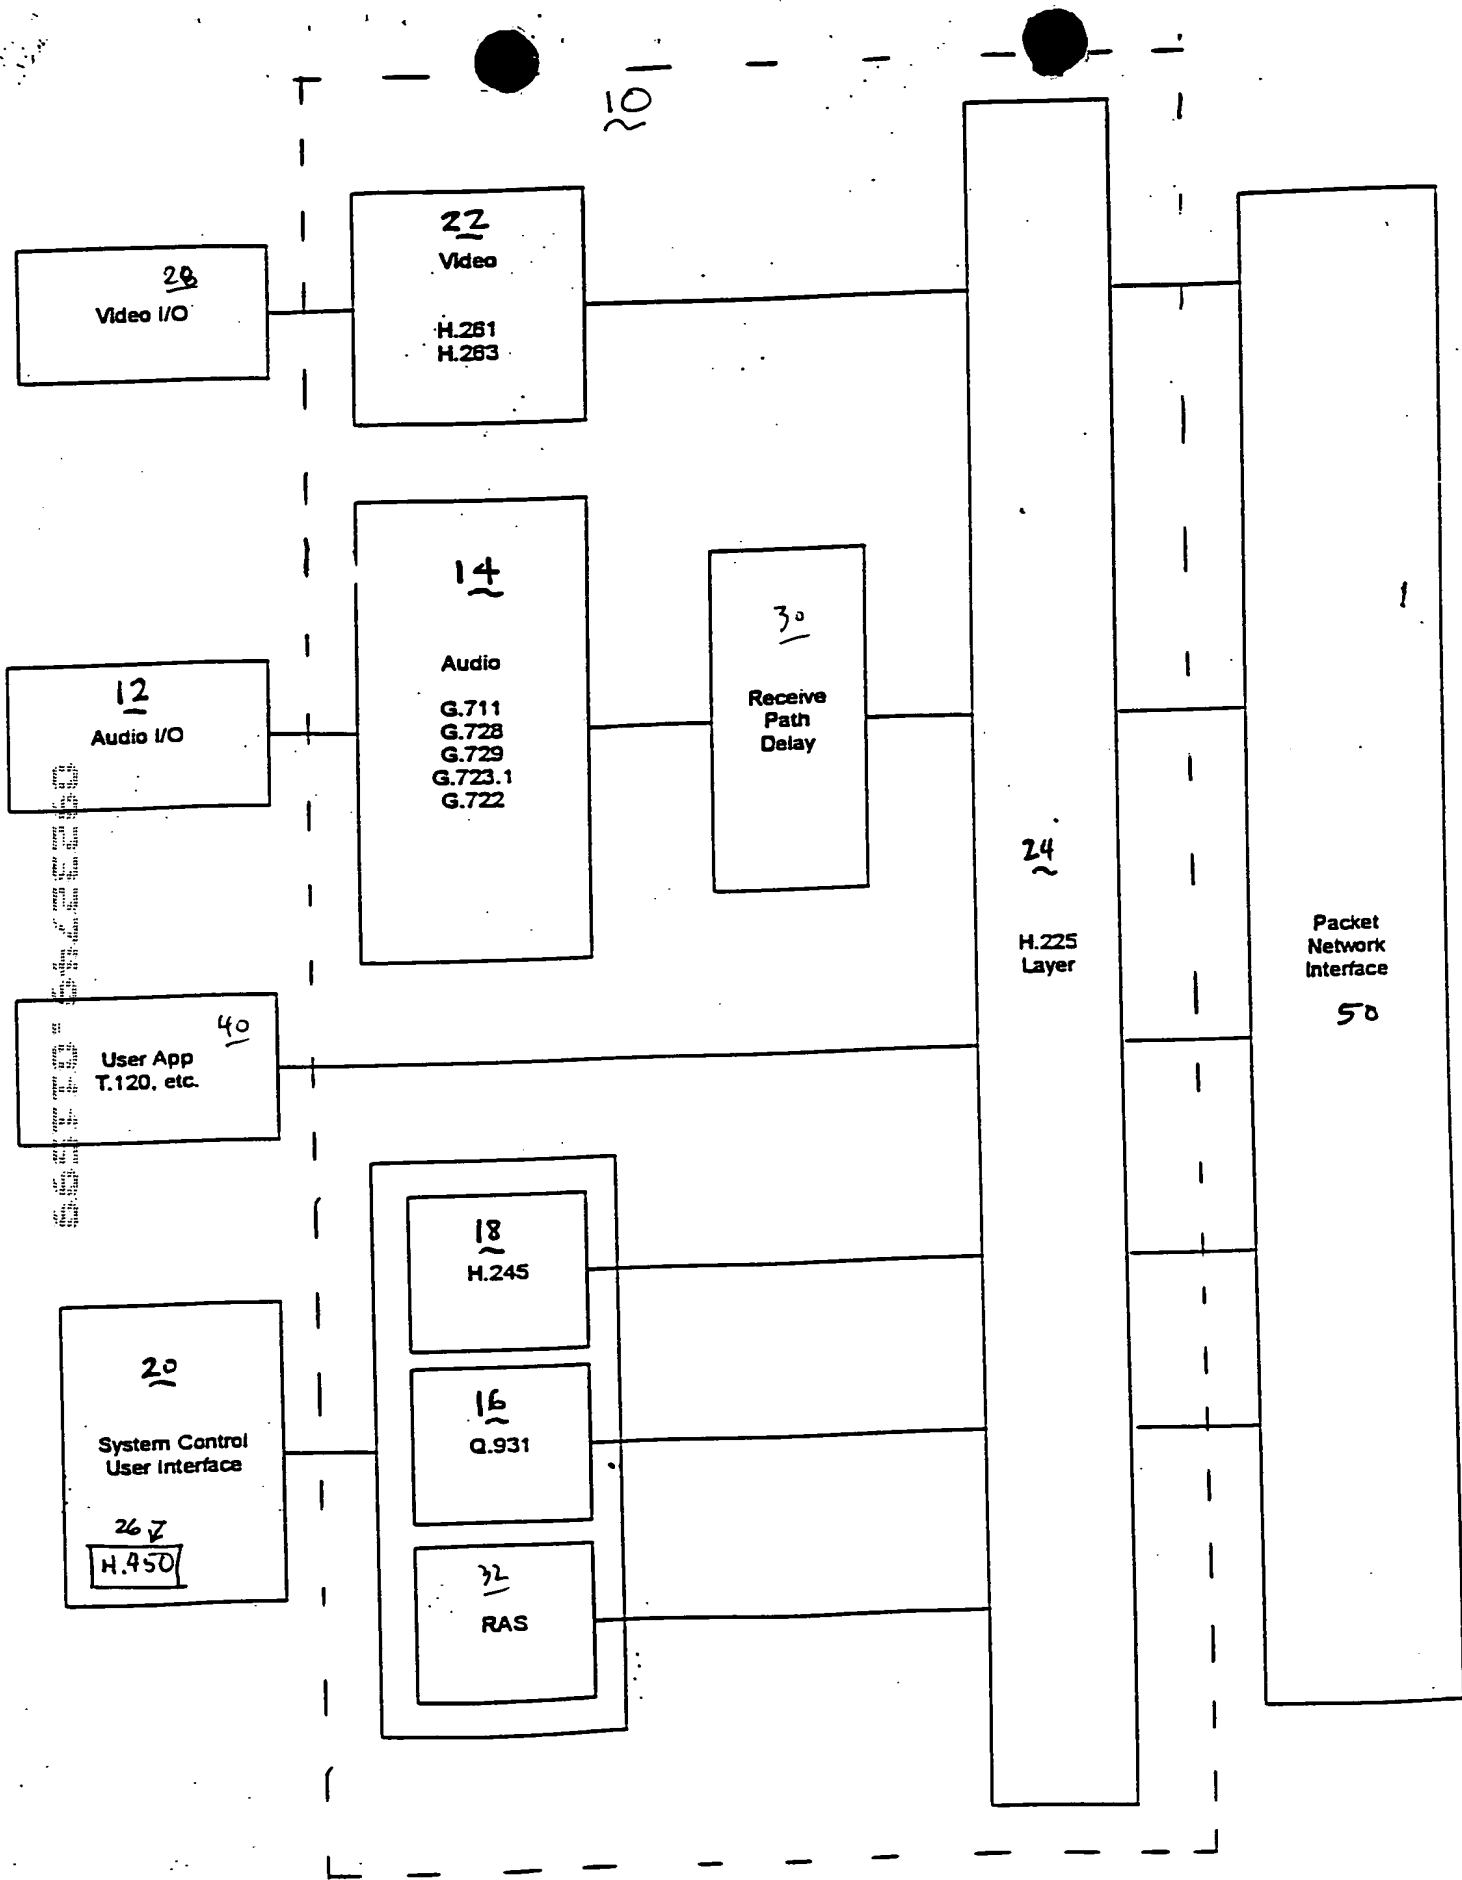 10
22
Video
H.261
H.263
28
Video I/O
14
Audio
G.711
G.728
G.729
G.723.1
G.722
30
Receive
Path
Delay
12
Audio I/O
24
H.225
Layer
Packet
Network
Interface
50
40
User App
T.120, etc.
18
H.245
20
System Control
User Interface
26
H.450
16
Q.931
32
RAS